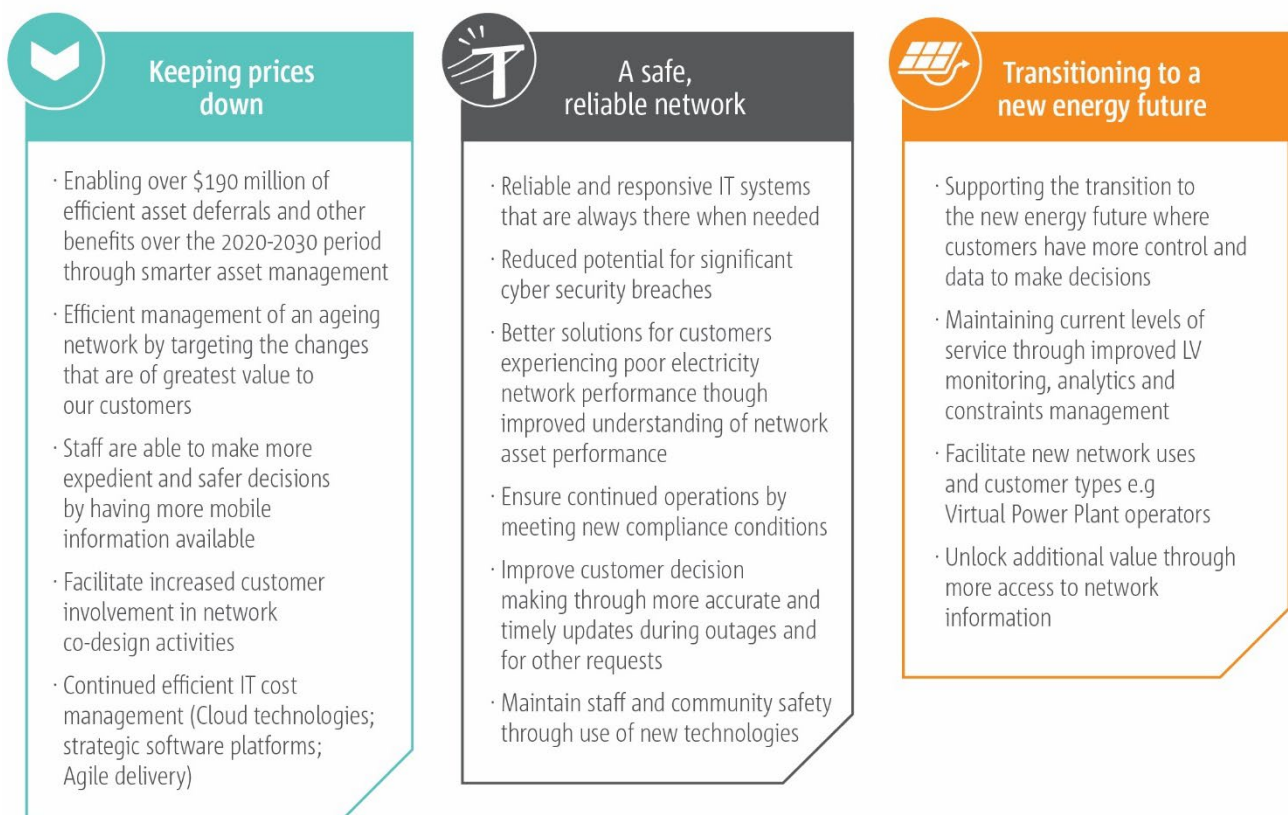 Keeping prices
down
· Enabling over $190 million of
efficient asset deferrals and other
benefits over the 2020-2030 period
through smarter asset management
· Efficient management of an ageing
network by targeting the changes
that are of greatest value to
our customers
· Staff are able to make more
expedient and safer decisions
by having more mobile
information available
· Facilitate increased customer
involvement in network
co-design activities
· Continued efficient IT cost
management (Cloud technologies;
strategic software platforms;
Agile delivery)
A safe,
reliable network
· Reliable and responsive IT systems
that are always there when needed
· Reduced potential for significant
cyber security breaches
· Better solutions for customers
experiencing poor electricity
network performance though
improved understanding of network
asset performance
· Ensure continued operations by
meeting new compliance conditions
· Improve customer decision
making through more accurate and
timely updates during outages and
for other requests
· Maintain staff and community safety
through use of new technologies
Transitioning to a
new energy future
· Supporting the transition to
the new energy future where
customers have more control and
data to make decisions
· Maintaining current levels of
service through improved LV
monitoring, analytics and
constraints management
· Facilitate new network uses
and customer types e.g
Virtual Power Plant operators
· Unlock additional value through
more access to network
information